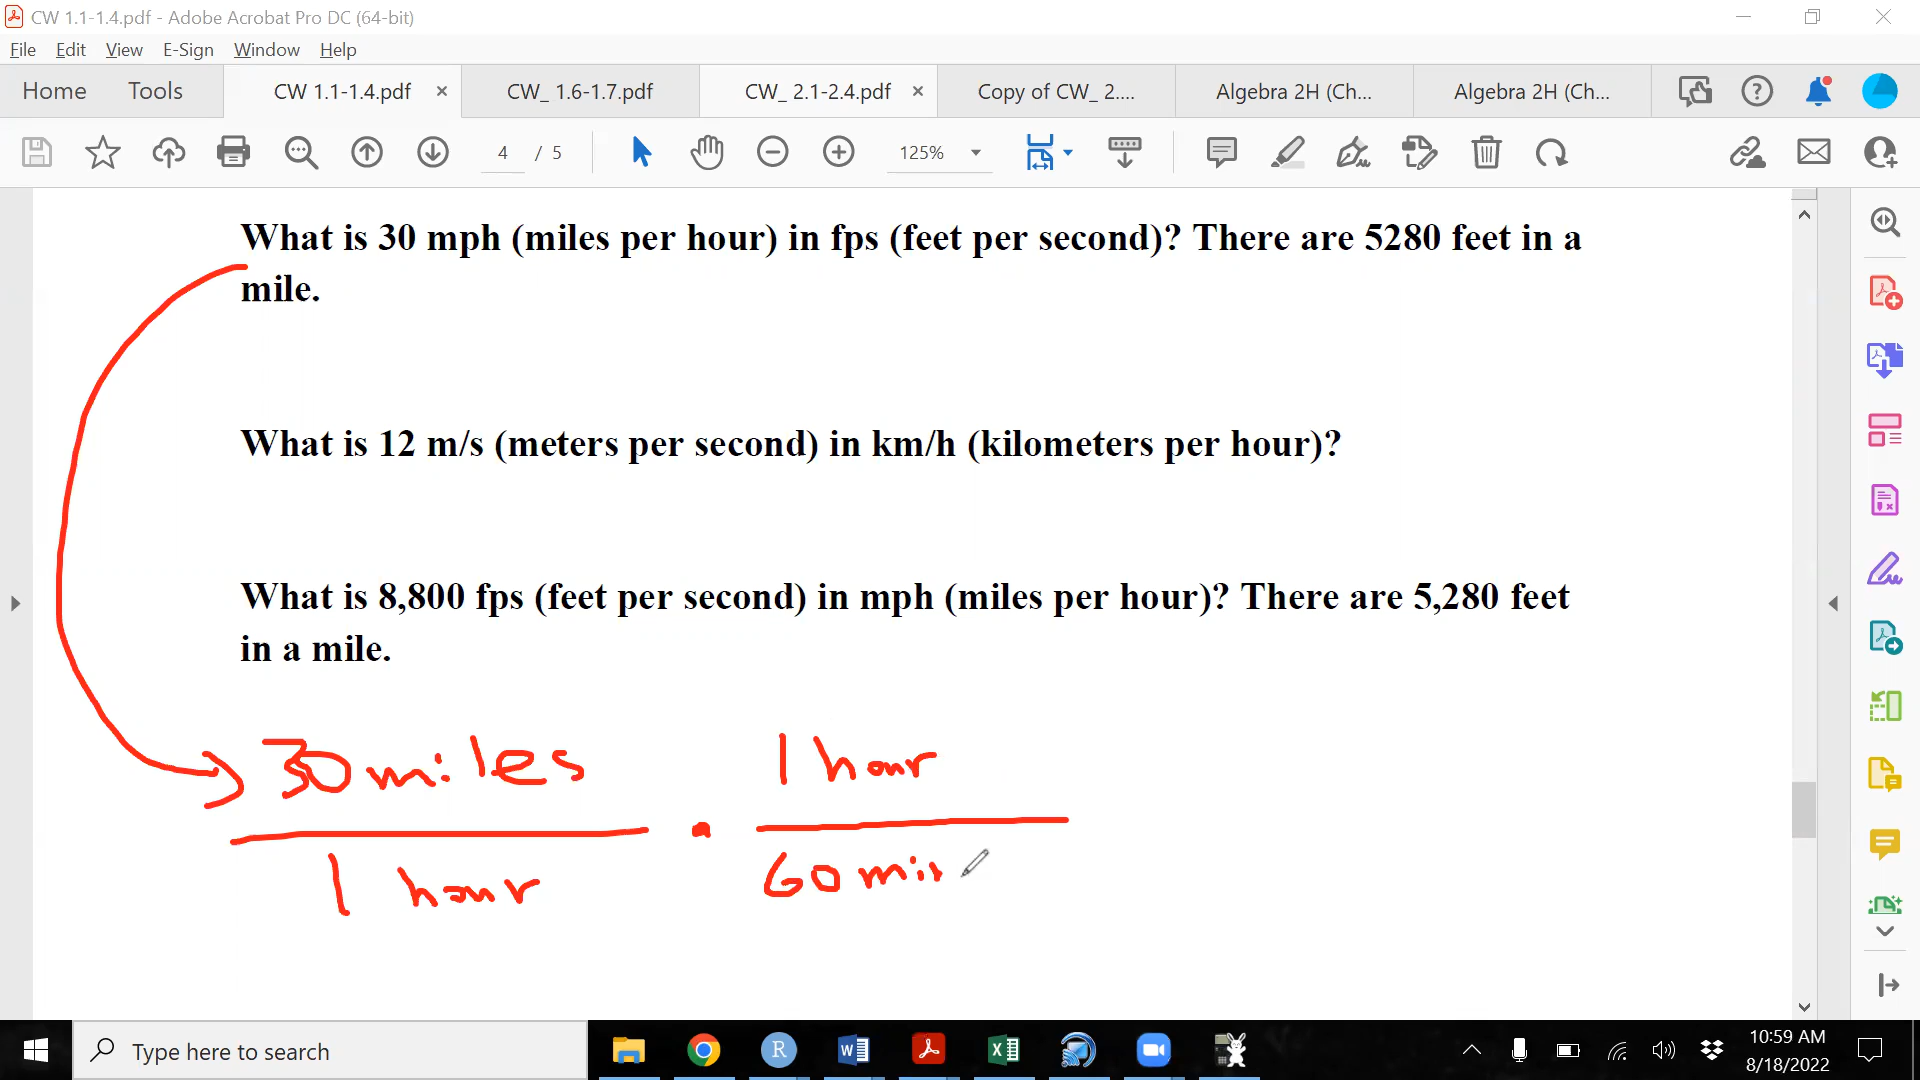 CW 1.1-1.4.pdf - Adobe Acrobat Pro DC (64-bit)
File Edit View E-Sign Window Help
Home Tools CW 1.1-1.4.pdf × CW_ 1.6-1.7.pdf CW_ 2.1-2.4.pdf × Copy of CW_ 2.... Algebra 2H (Ch... Algebra 2H (Ch...
4 / 5 125%
What is 30 mph (miles per hour) in fps (feet per second)? There are 5280 feet in a
mile.
What is 12 m/s (meters per second) in km/h (kilometers per hour)?
What is 8,800 fps (feet per second) in mph (miles per hour)? There are 5,280 feet
in a mile.
30 miles 1 hour
1 hour 60 min
Type here to search
10:59 AM
8/18/2022